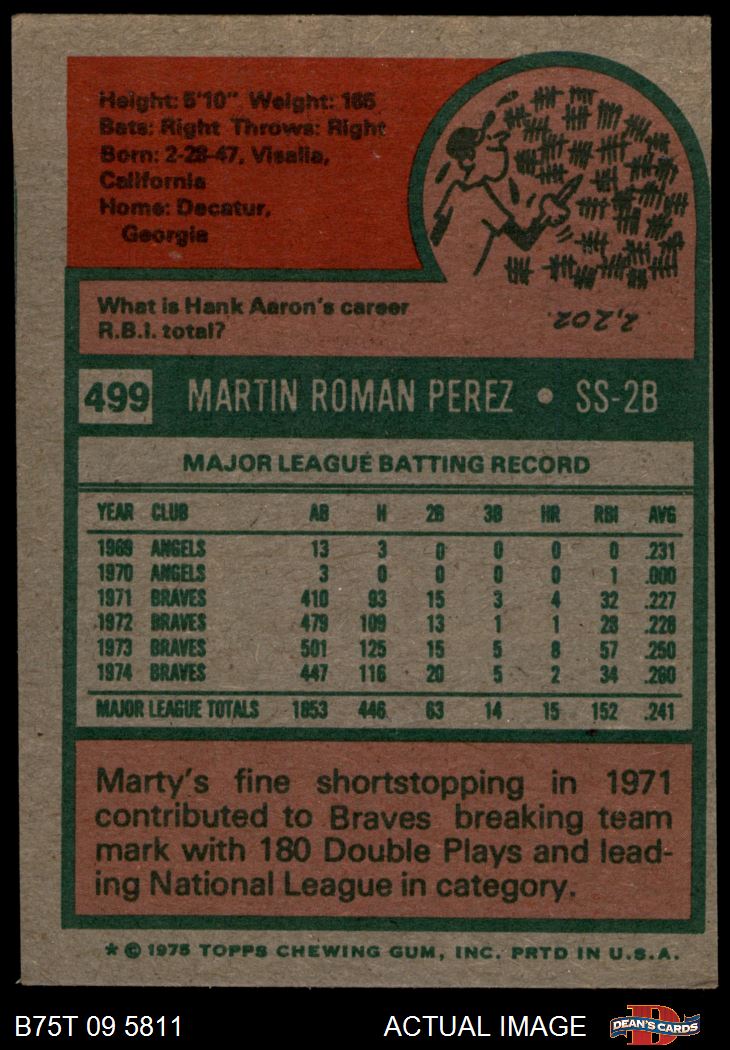 Height: 5'10" Weight: 165
Bats: Right Throws: Right
Born: 2-28-47, Visalia,
California
Home: Decatur,
Georgia
What is Hank Aaron's career
R.B.I. total?
2,202
499 MARTIN ROMAN PEREZ • SS-2B
MAJOR LEAGUE BATTING RECORD
YEAR CLUB AB H 2B 3B HR RBI AVG
1969 ANGELS 13 3 0 0 0 0 .231
1970 ANGELS 3 0 0 0 0 1 .000
1971 BRAVES 410 93 15 3 4 32 .227
1972 BRAVES 479 109 13 1 1 28 .228
1973 BRAVES 501 125 15 5 8 57 .250
1974 BRAVES 447 116 20 5 2 34 .260
MAJOR LEAGUE TOTALS 1853 446 63 14 15 152 .241
Marty's fine shortstopping in 1971
contributed to Braves breaking team
mark with 180 Double Plays and lead-
ing National League in category.
* © 1975 TOPPS CHEWING GUM, INC. PRTD IN U.S.A.
B75T 09 5811 ACTUAL IMAGE DEAN'S CARDS